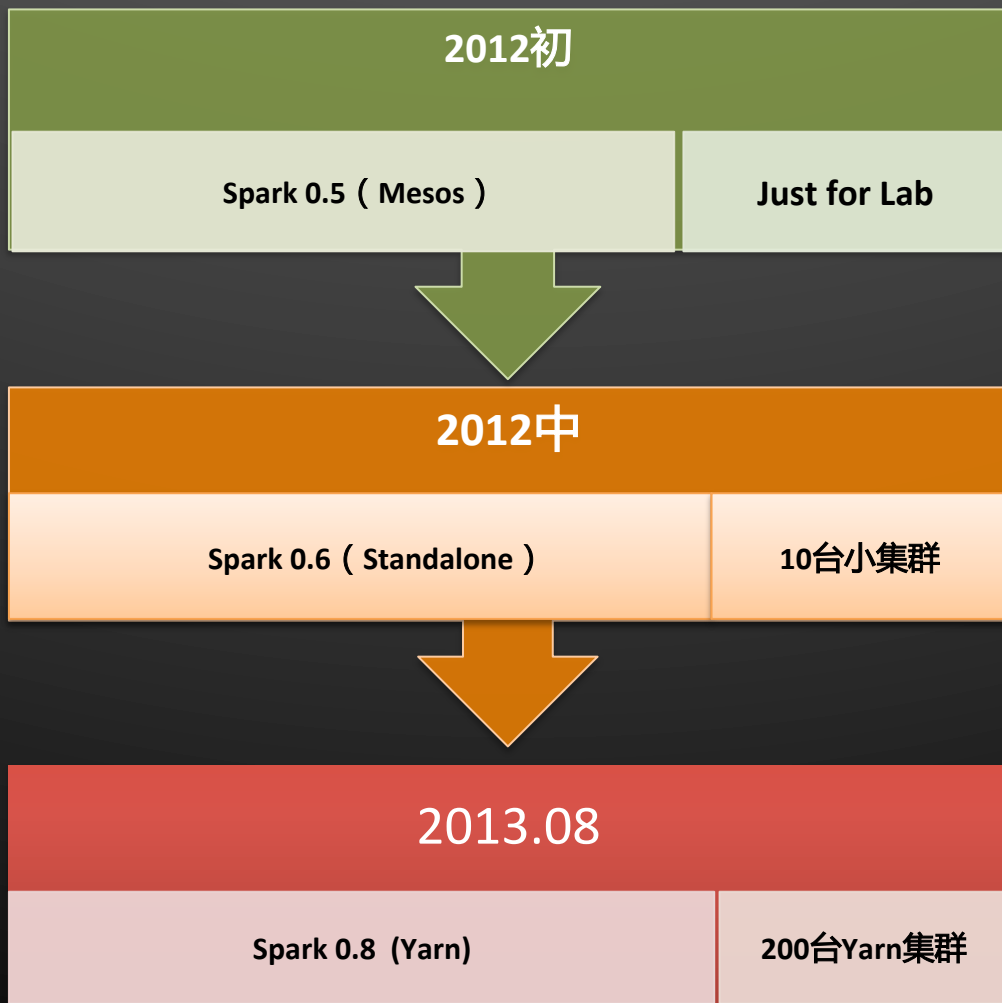 2012初
Spark 0.5（Mesos）
Just for Lab
2012中
Spark 0.6（Standalone）
10台小集群
2013.08
Spark 0.8 (Yarn)
200台Yarn集群